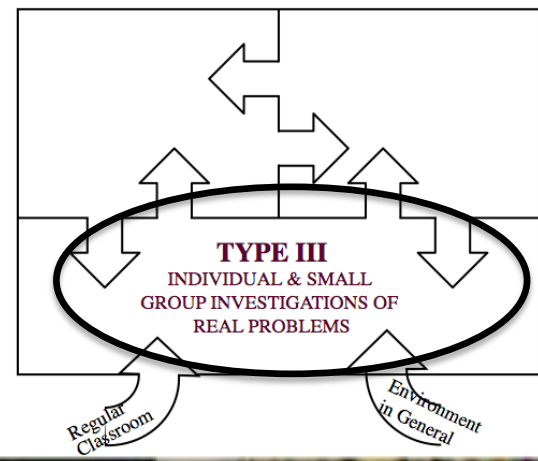 TYPE III
INDIVIDUAL & SMALL
GROUP INVESTIGATIONS OF
REAL PROBLEMS
Regular
Classroom
Environment
in General